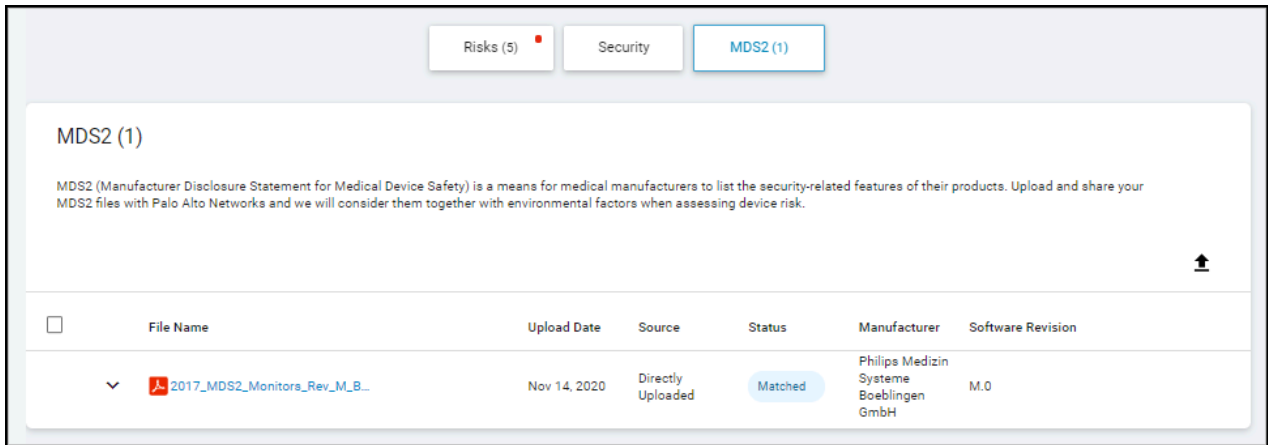 Risks (5)
Security
MDS2 (1)
MDS2 (1)
MDS2 (Manufacturer Disclosure Statement for Medical Device Safety) is a means for medical manufacturers to list the security-related features of their products. Upload and share your
MDS2 files with Palo Alto Networks and we will consider them together with environmental factors when assessing device risk.
File Name Upload Date Source Status Manufacturer Software Revision
2017_MDS2_Monitors_Rev_M_B... Nov 14, 2020 Directly Uploaded Matched Philips Medizin Systeme Boeblingen GmbH M.0